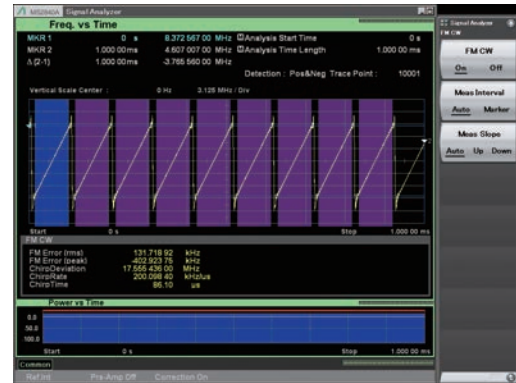 MS2840A Signal Analyzer
Freq. vs Time
MKR 1 0 s 8.372 567 00 MHz Analysis Start Time 0 s
MKR 2 1.000 00 ms 4.607 007 00 MHz Analysis Time Length 1.000 00 ms
Δ (2-1) 1.000 00 ms -3.765 560 00 MHz
Detection : Pos&Neg Trace Point : 10001
Vertical Scale Center : 0 Hz 3.125 MHz / Div
2
Start 0 s Stop 1.000 00 ms
FM CW
FM Error (rms) 131.718 92 kHz
FM Error (peak) -402.923 75 kHz
ChirpDeviation 17.555 436 00 MHz
ChirpRate 200.098 40 kHz/us
ChirpTime 86.10 us
Power vs Time
0.0
50.0
100.0
Start 0 s Stop 1.000 00 ms
Common
Ref.Int Pre-Amp Off Correction On
Signal Analyzer
FM CW
FM CW
On Off
Meas Interval
Auto Marker
Meas Slope
Auto Up Down